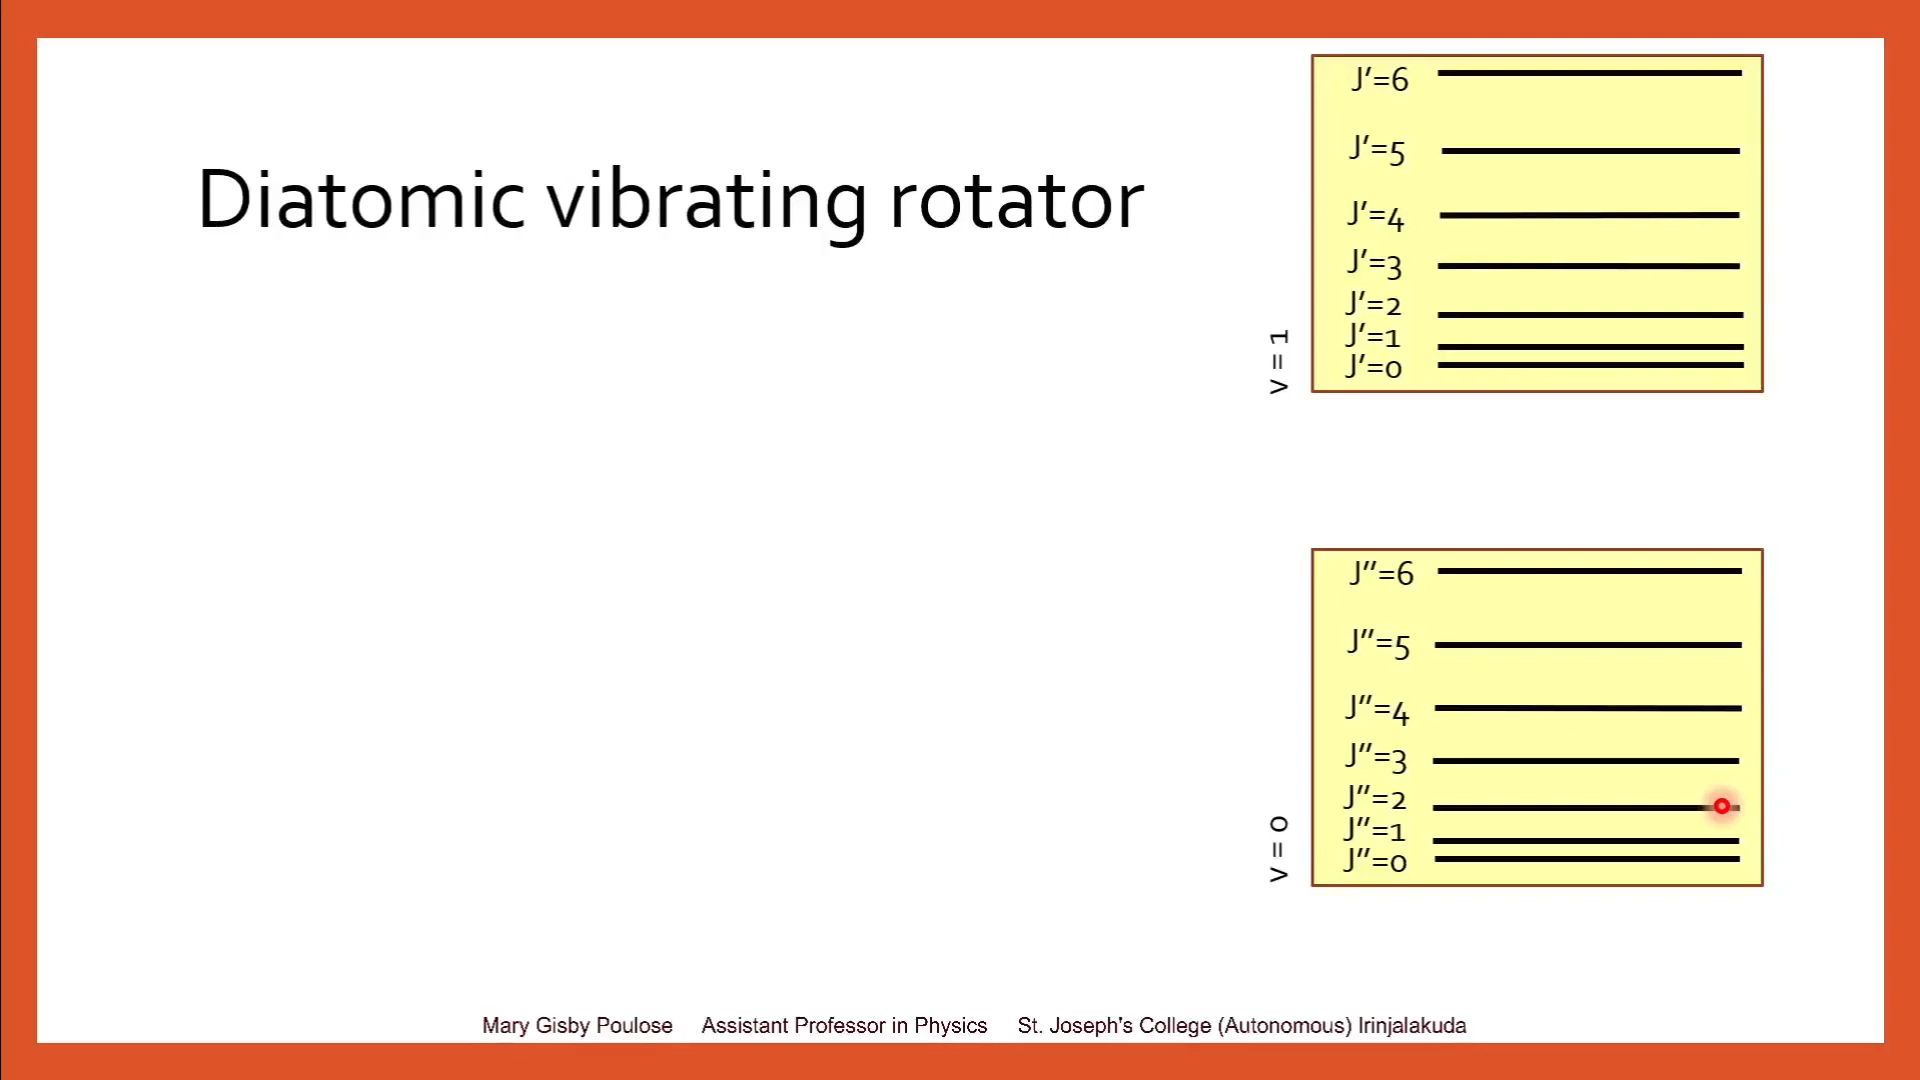 Diatomic vibrating rotator
v = 1
J′=6
J′=5
J′=4
J′=3
J′=2
J′=1
J′=0
v = 0
J″=6
J″=5
J″=4
J″=3
J″=2
J″=1
J″=0
Mary Gisby Poulose Assistant Professor in Physics St. Joseph's College (Autonomous) Irinjalakuda